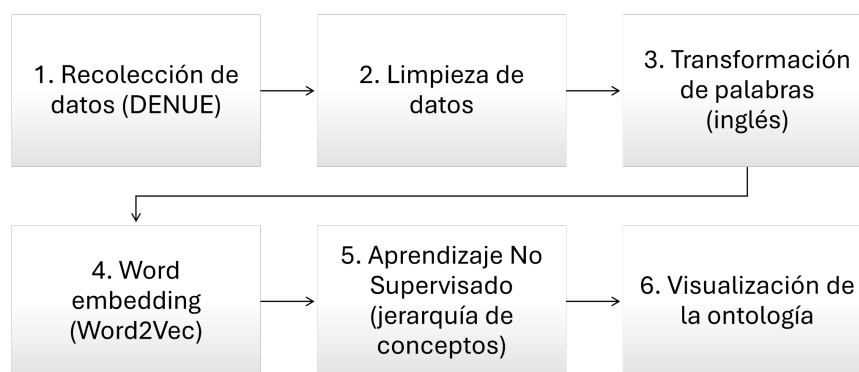 1. Recolección de
datos (DENUE)
2. Limpieza de
datos
3. Transformación
de palabras
(inglés)
4. Word
embedding
(Word2Vec)
5. Aprendizaje No
Supervisado
(jerarquía de
conceptos)
6. Visualización de
la ontología